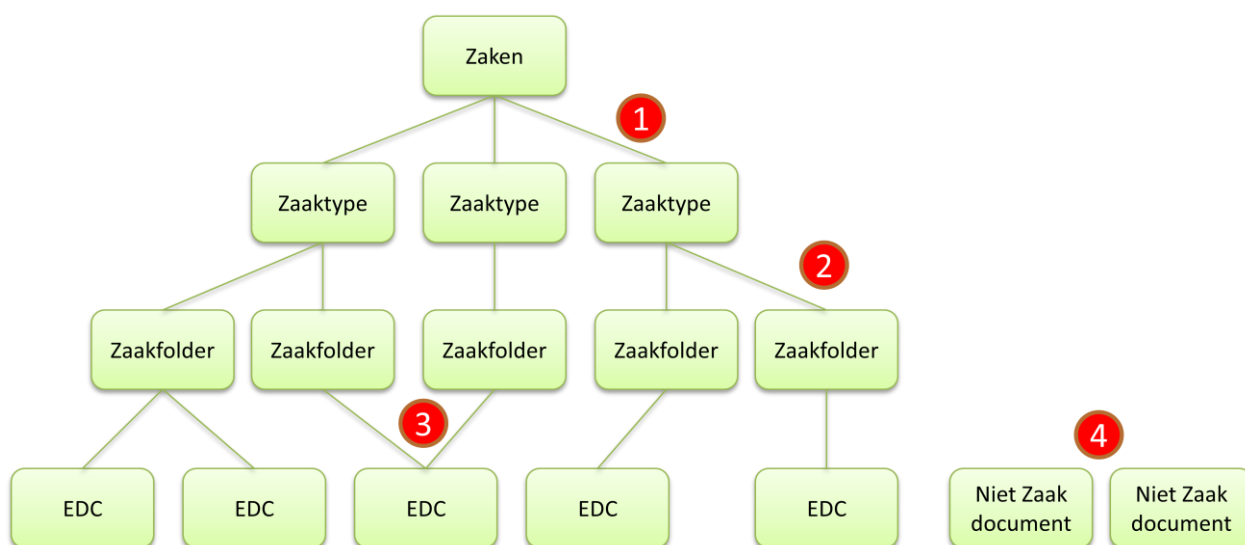 Zaken
1
Zaaktype
Zaaktype
Zaaktype
2
Zaakfolder
Zaakfolder
Zaakfolder
Zaakfolder
Zaakfolder
3
4
EDC
EDC
EDC
EDC
EDC
Niet Zaak
document
Niet Zaak
document